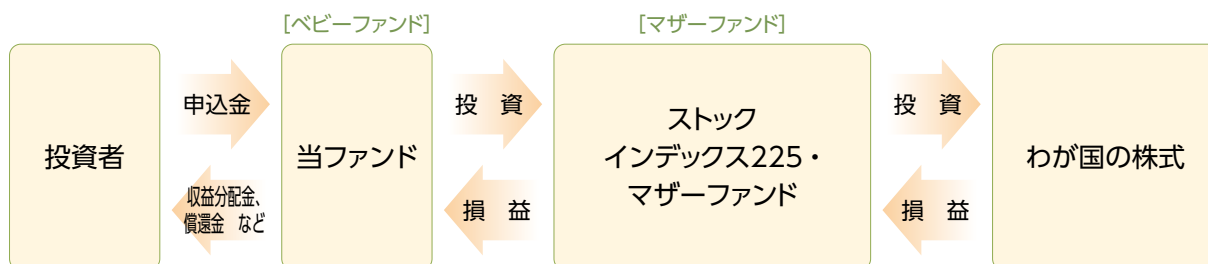 [ベビーファンド]
[マザーファンド]
投資者
申込金
収益分配金、
償還金 など
当ファンド
投 資
損 益
ストック
インデックス225・
マザーファンド
投 資
損 益
わが国の株式